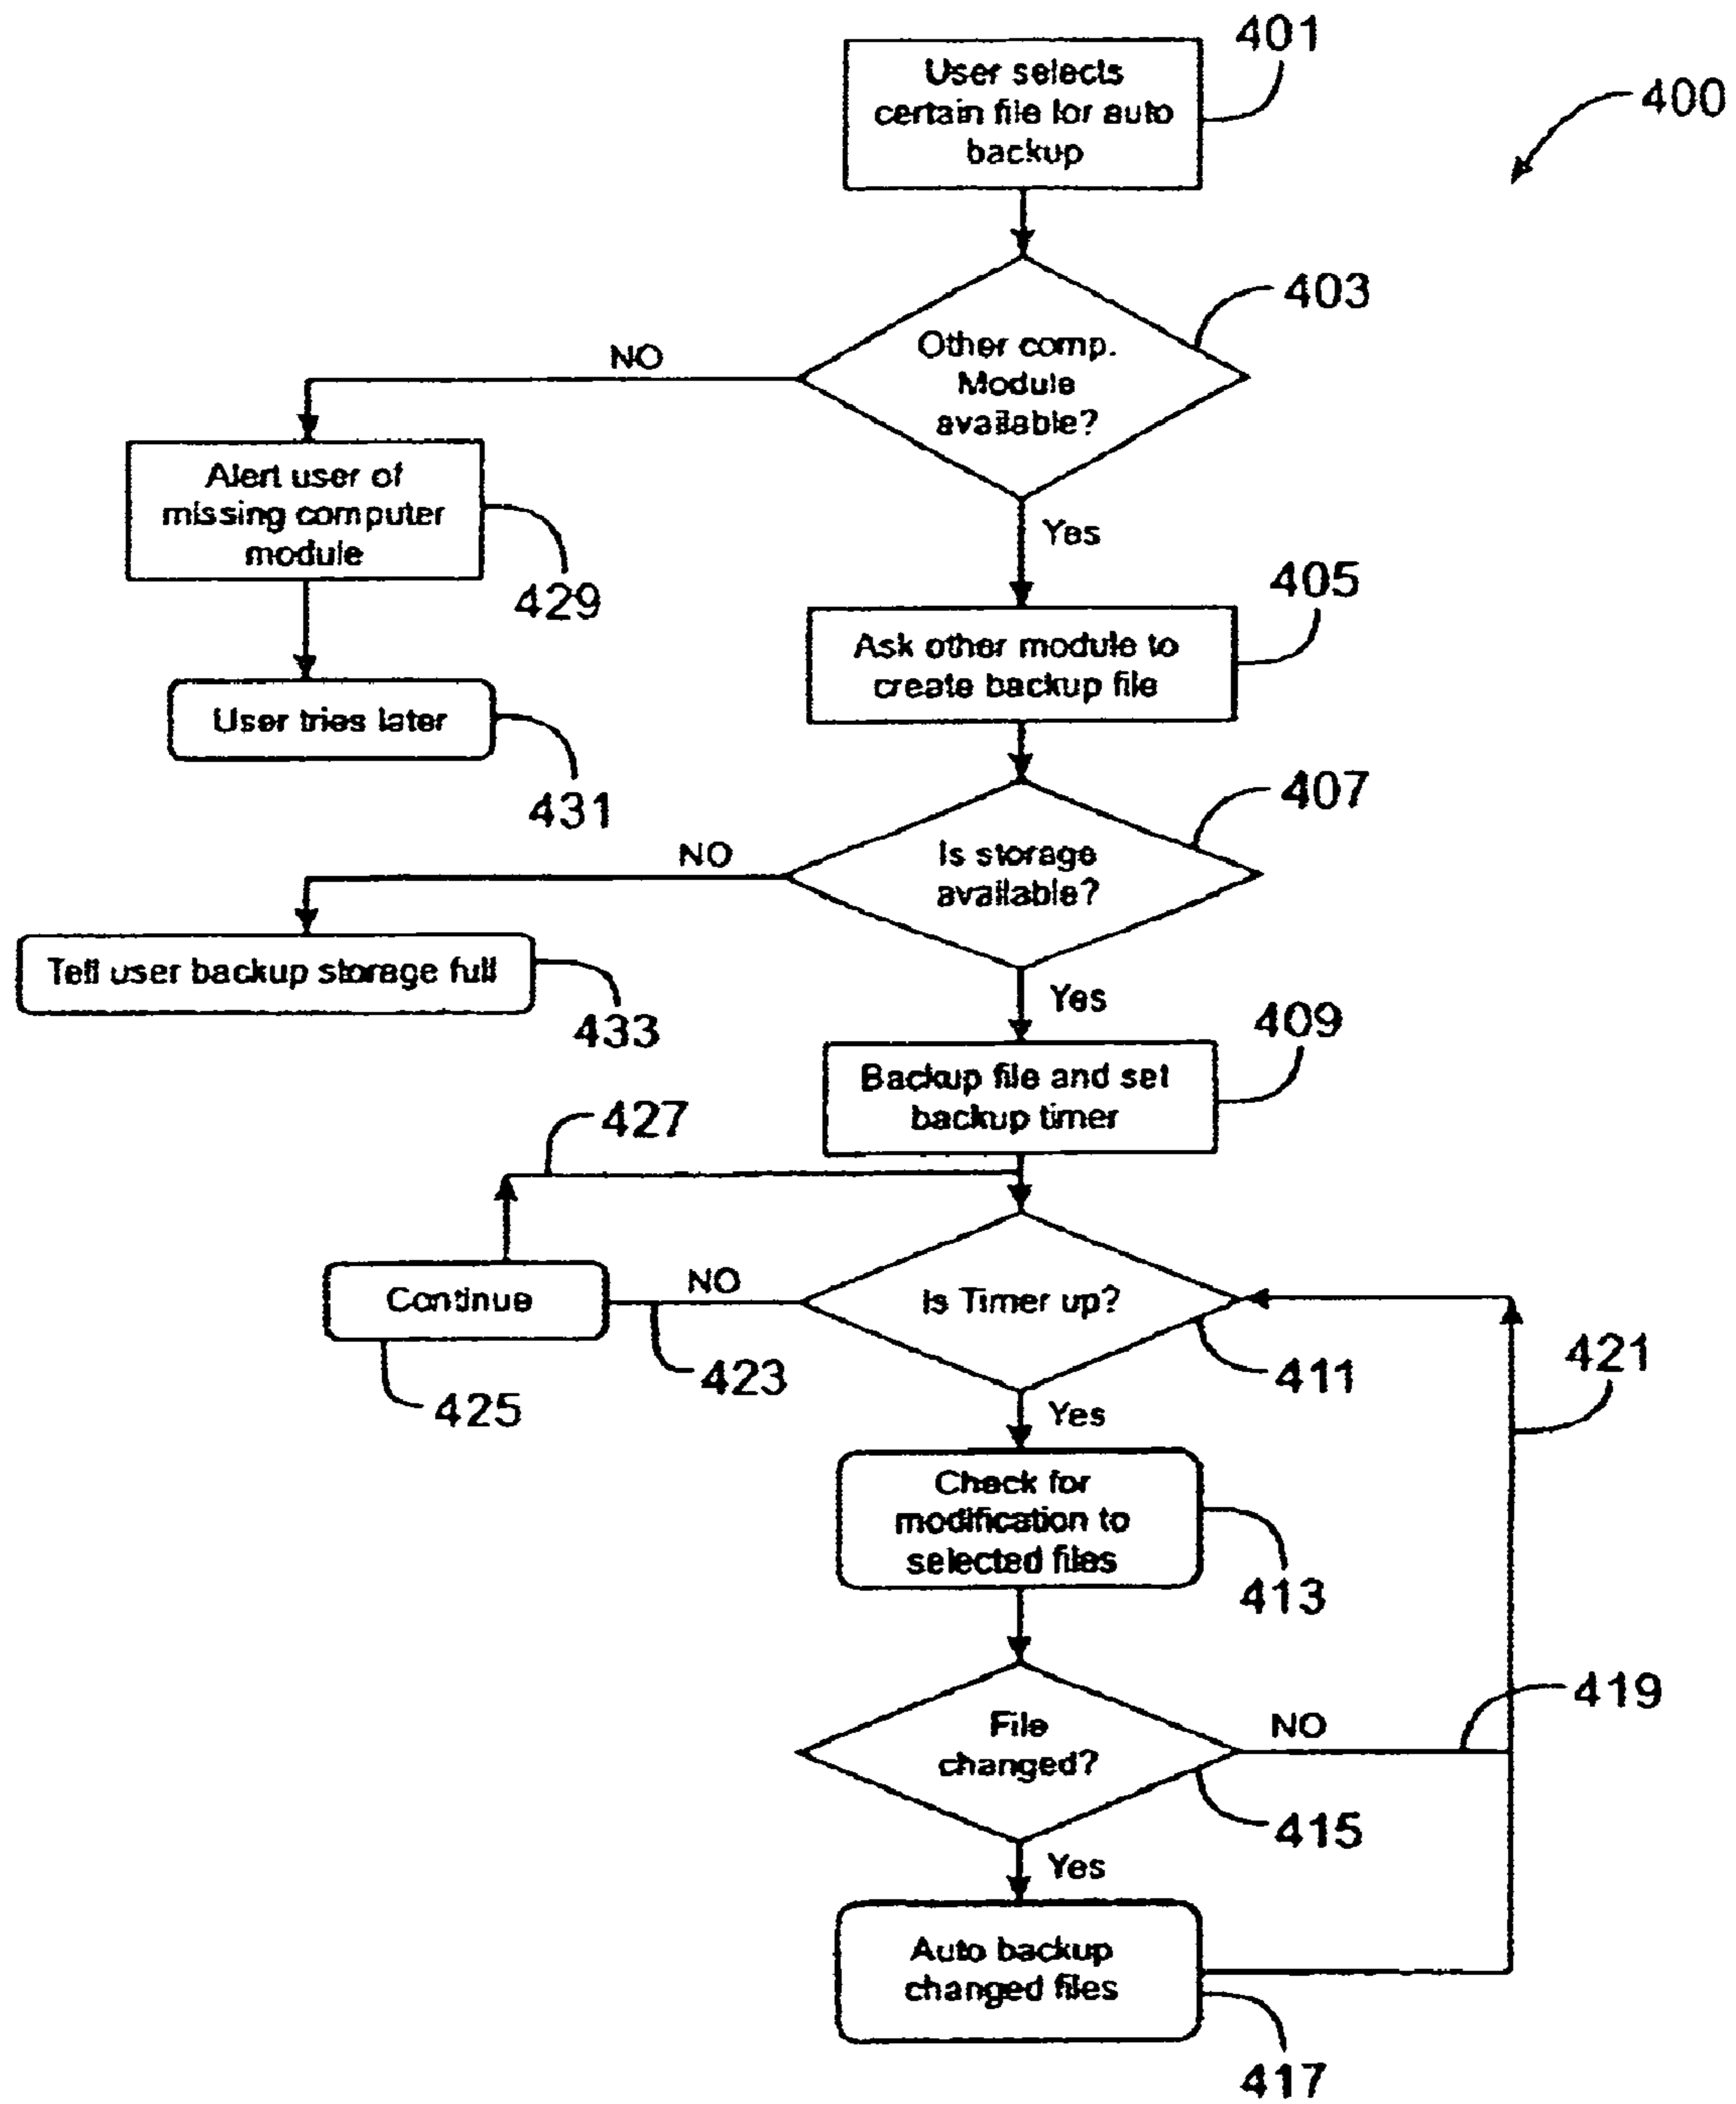 401
User selects
certain file for auto
backup
400
403
Other comp.
Module
available?
NO
Yes
Alert user of
missing computer
module
429
405
Ask other module to
create backup file
User tries later
431
407
Is storage
available?
NO
Yes
Tell user backup storage full
433
409
Backup file and set
backup timer
427
Is Timer up?
NO
Continue
423
425
411
421
Yes
Check for
modification to
selected files
413
419
File
changed?
NO
415
Yes
Auto backup
changed files
417